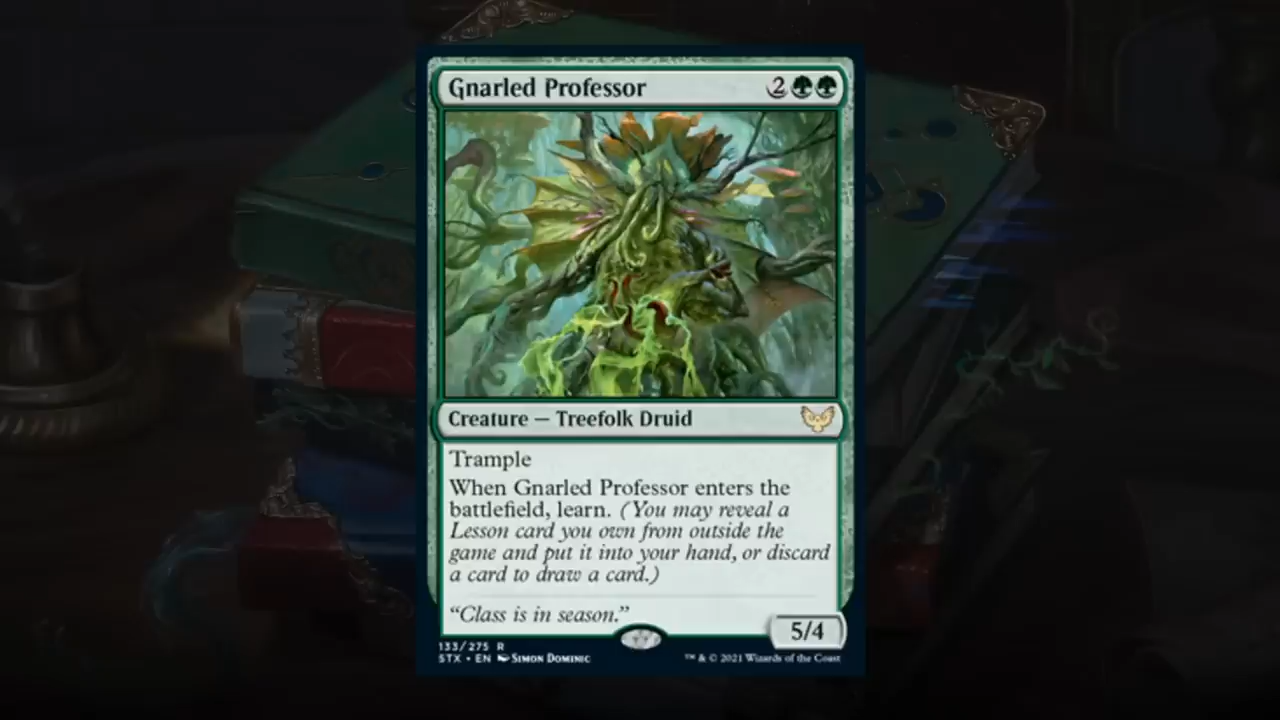 Gnarled Professor 2
Creature — Treefolk Druid
Trample
When Gnarled Professor enters the
battlefield, learn. (You may reveal a
Lesson card you own from outside the
game and put it into your hand, or discard
a card to draw a card.)
“Class is in season.”
5/4
133/275 R
STX • EN Simon Dominic
™ & © 2021 Wizards of the Coast